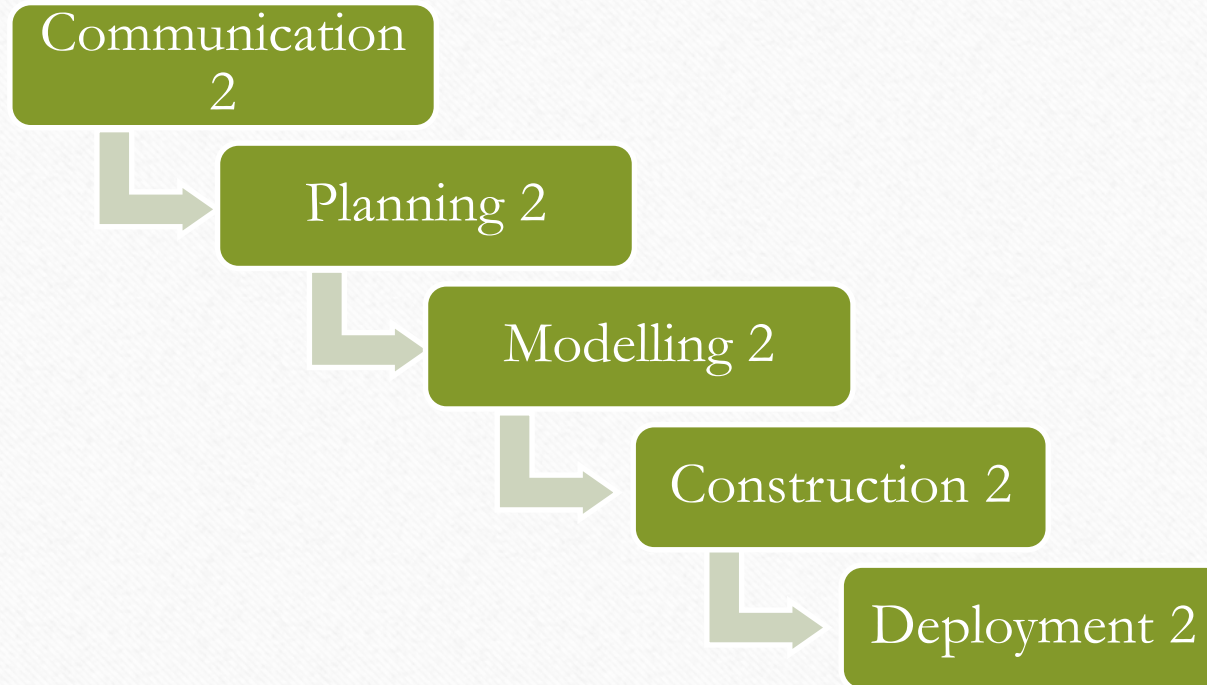 Communication
2
Planning 2
Modelling 2
Construction 2
Deployment 2